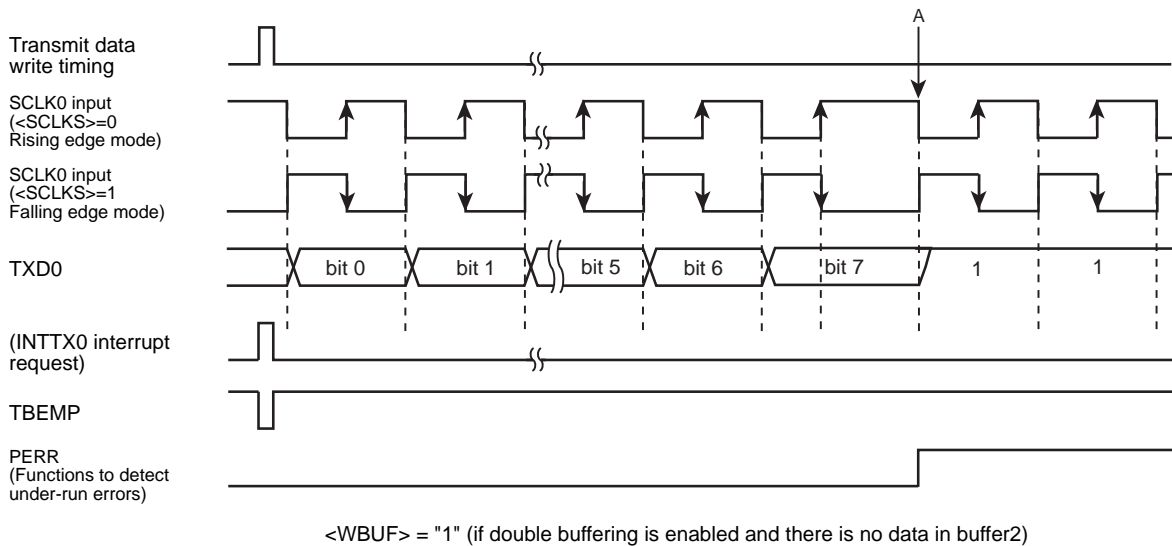 A
Transmit data
write timing
SCLK0 input
(<SCLKS>=0
Rising edge mode)
SCLK0 input
(<SCLKS>=1
Falling edge mode)
TXD0
bit 0
bit 1
bit 5
bit 6
bit 7
1
1
(INTTX0 interrupt
request)
TBEMP
PERR
(Functions to detect
under-run errors)
<WBUF> = "1" (if double buffering is enabled and there is no data in buffer2)